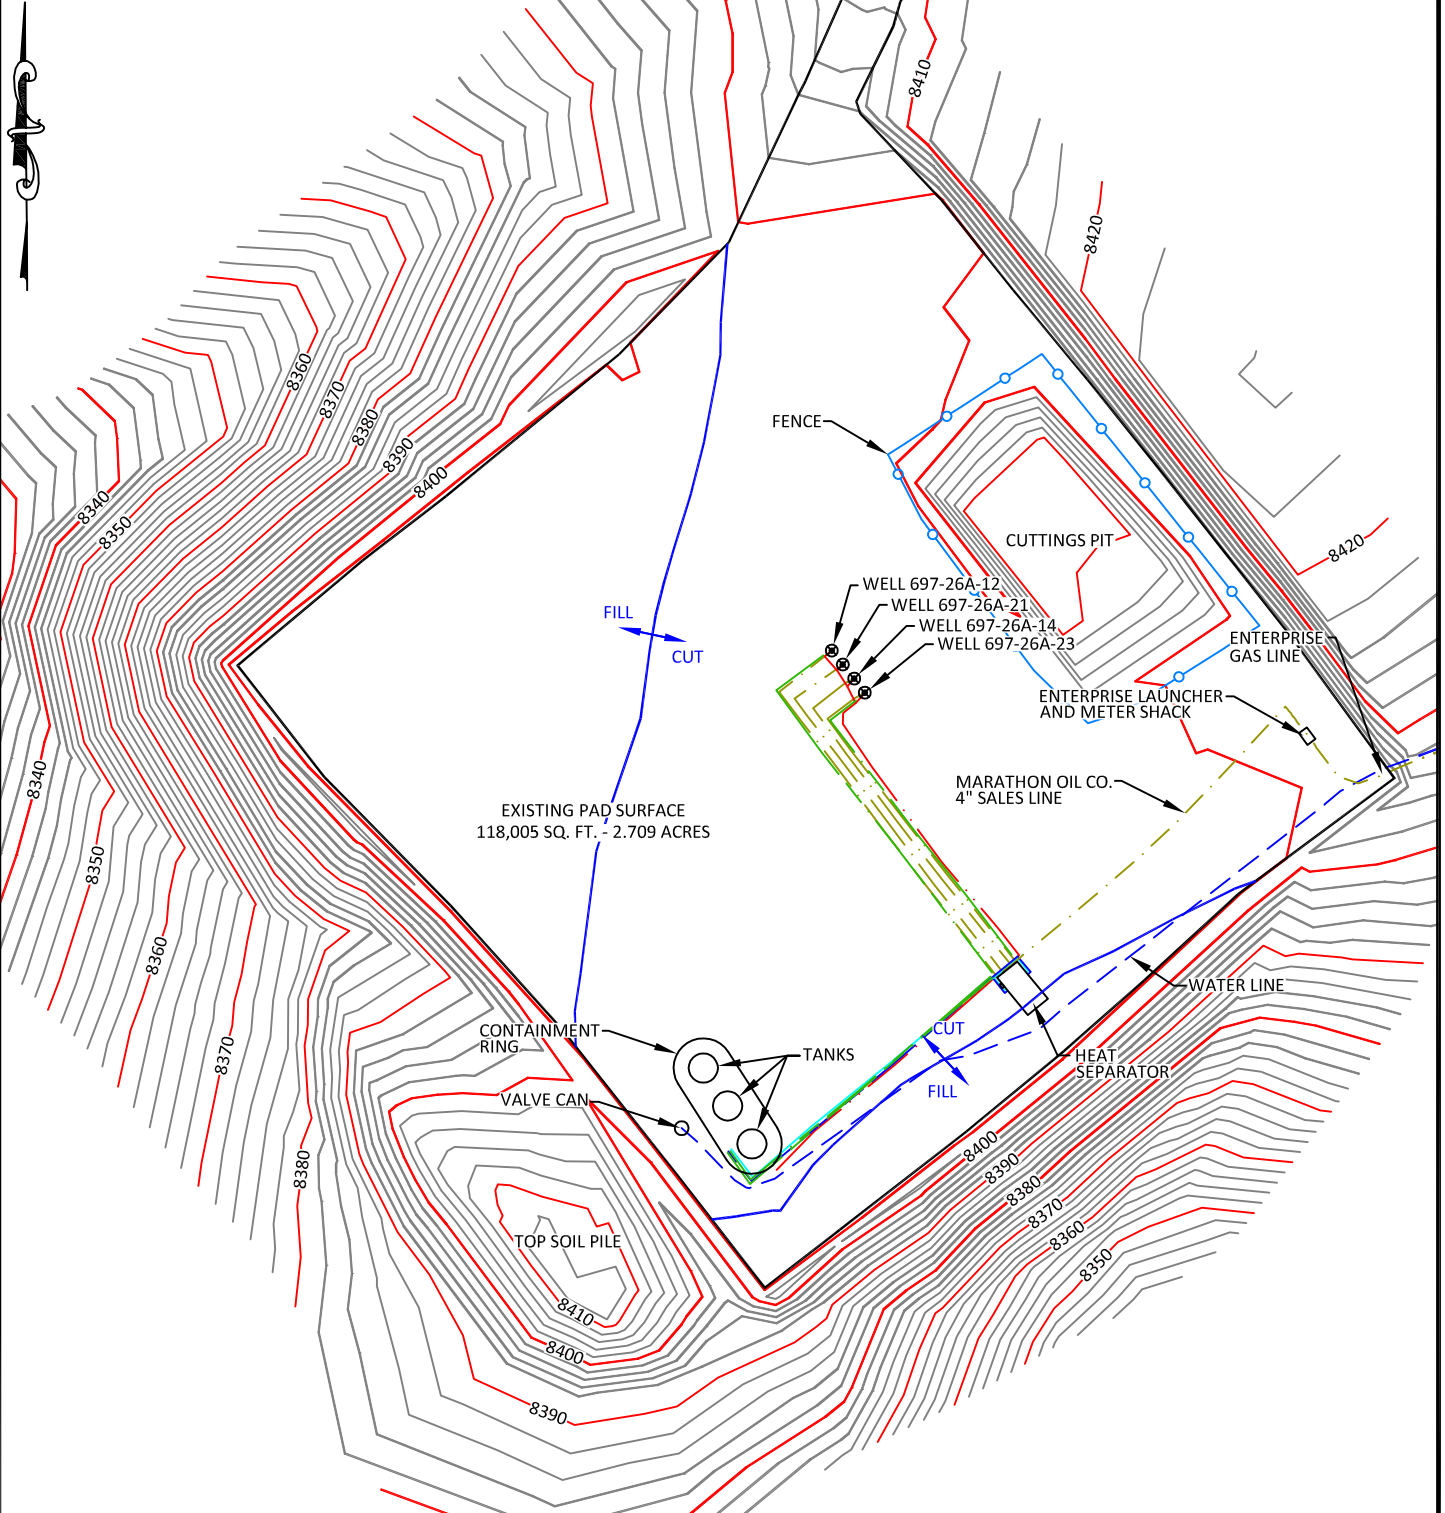 8410
8420
8360
8370
8380
8390
8400
FENCE
8340
8350
CUTTINGS PIT
8420
WELL 697-26A-12
WELL 697-26A-21
WELL 697-26A-14
WELL 697-26A-23
FILL
CUT
ENTERPRISE
GAS LINE
ENTERPRISE LAUNCHER
AND METER SHACK
8340
MARATHON OIL CO.
4" SALES LINE
EXISTING PAD SURFACE
118,005 SQ. FT. - 2.709 ACRES
8350
8360
WATER LINE
8370
CONTAINMENT
RING
CUT
TANKS
HEAT
SEPARATOR
VALVE CAN
FILL
8380
8400
8390
8380
8370
8360
8350
TOP SOIL PILE
8410
8400
8390